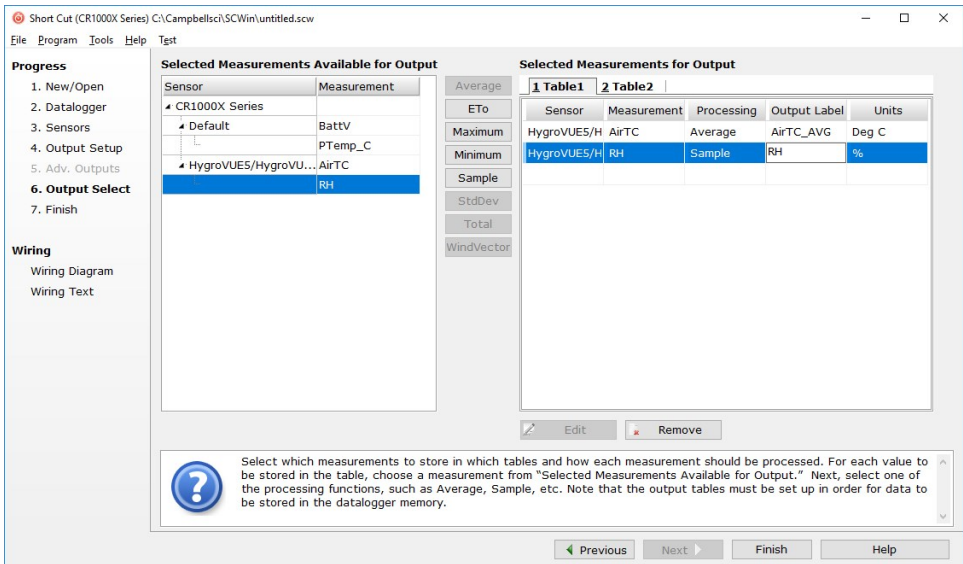 Short Cut (CR1000X Series) C:\Campbellsci\SCWin\untitled.scw
File Program Tools Help Test
Progress
1. New/Open
2. Datalogger
3. Sensors
4. Output Setup
5. Adv. Outputs
6. Output Select
7. Finish
Wiring
Wiring Diagram
Wiring Text
Selected Measurements Available for Output
Sensor Measurement
CR1000X Series
Default BattV
PTemp_C
HygroVUE5/HygroVU... AirTC
RH
Average
ETo
Maximum
Minimum
Sample
StdDev
Total
WindVector
Selected Measurements for Output
1 Table1 2 Table2
Sensor Measurement Processing Output Label Units
HygroVUE5/H AirTC Average AirTC_AVG Deg C
HygroVUE5/H RH Sample RH %
Edit Remove
Select which measurements to store in which tables and how each measurement should be processed. For each value to
be stored in the table, choose a measurement from “Selected Measurements Available for Output.” Next, select one of
the processing functions, such as Average, Sample, etc. Note that the output tables must be set up in order for data to
be stored in the datalogger memory.
Previous Next Finish Help